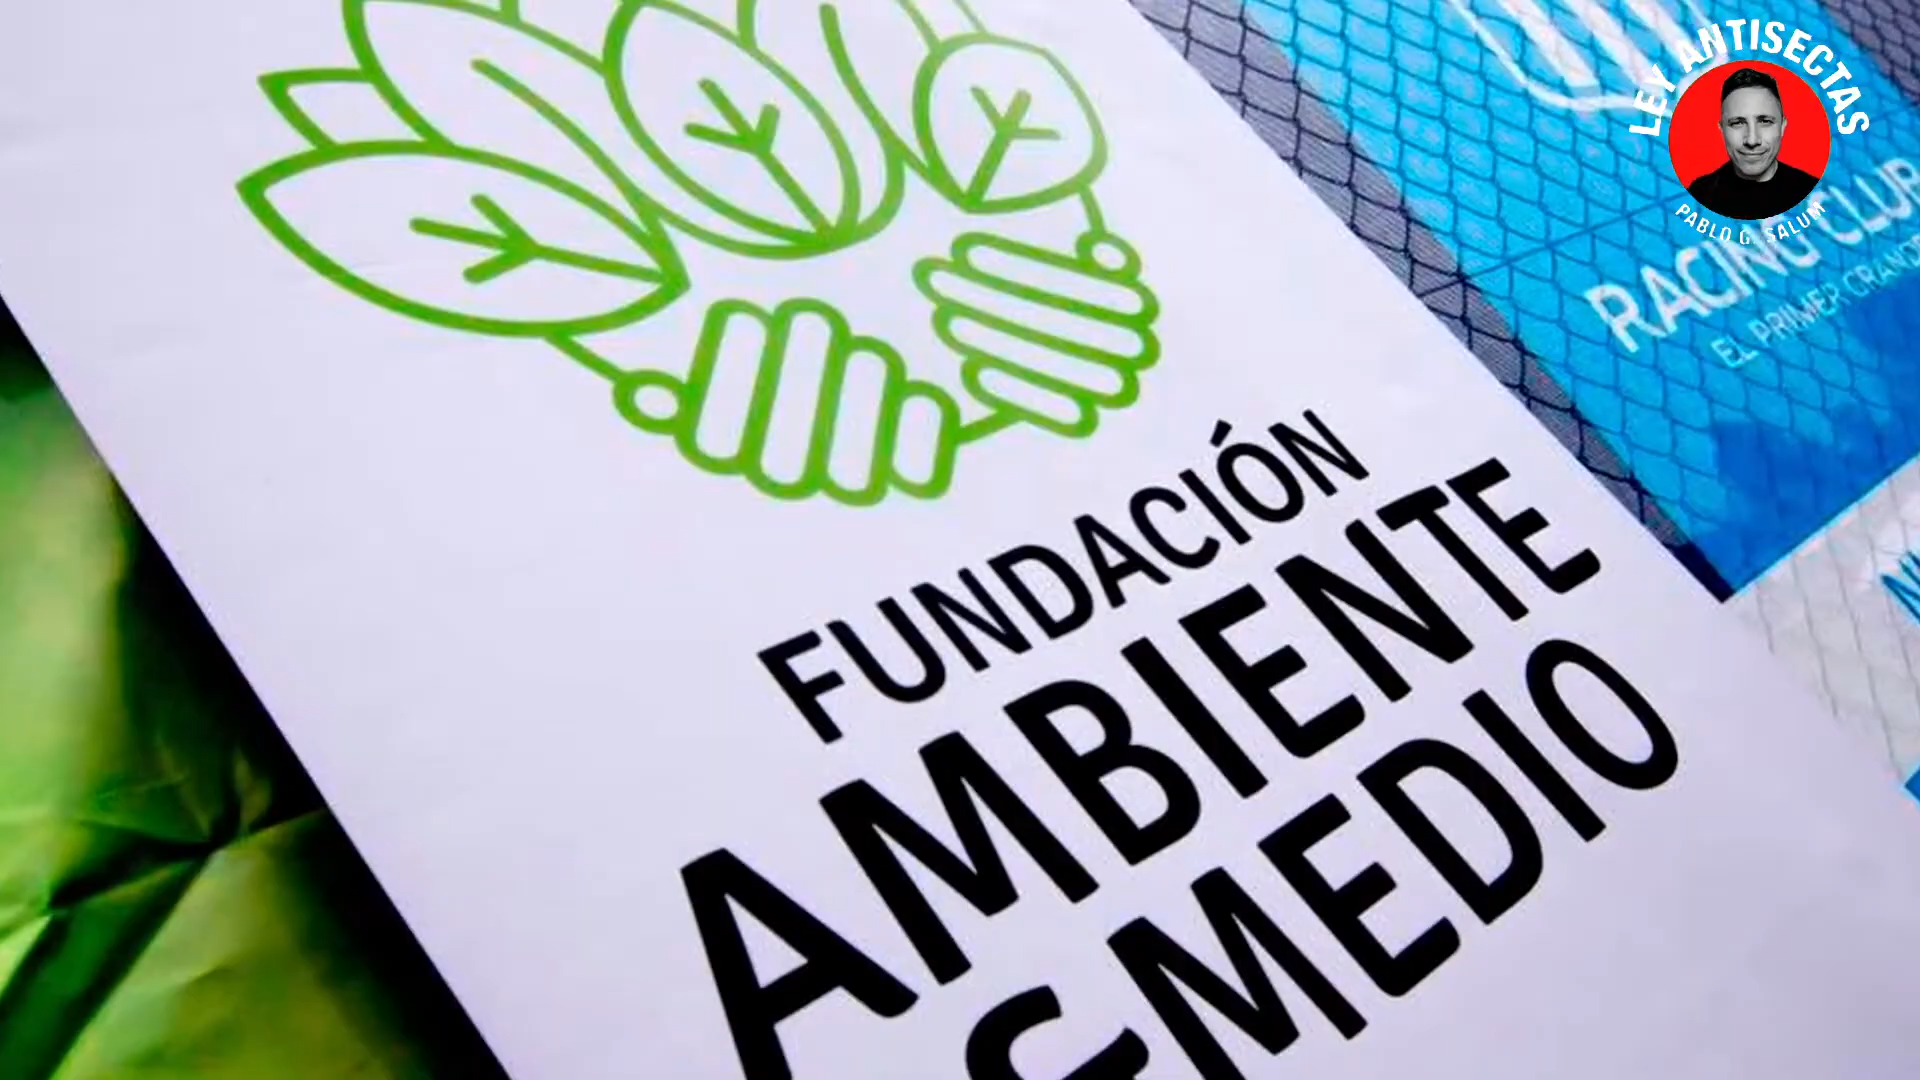 LEY ANTISECTAS
PABLO G. SALUM
RACING CLUB
EL PRIMER GRANDE
FUNDACIÓN
AMBIENTE
& MEDIO